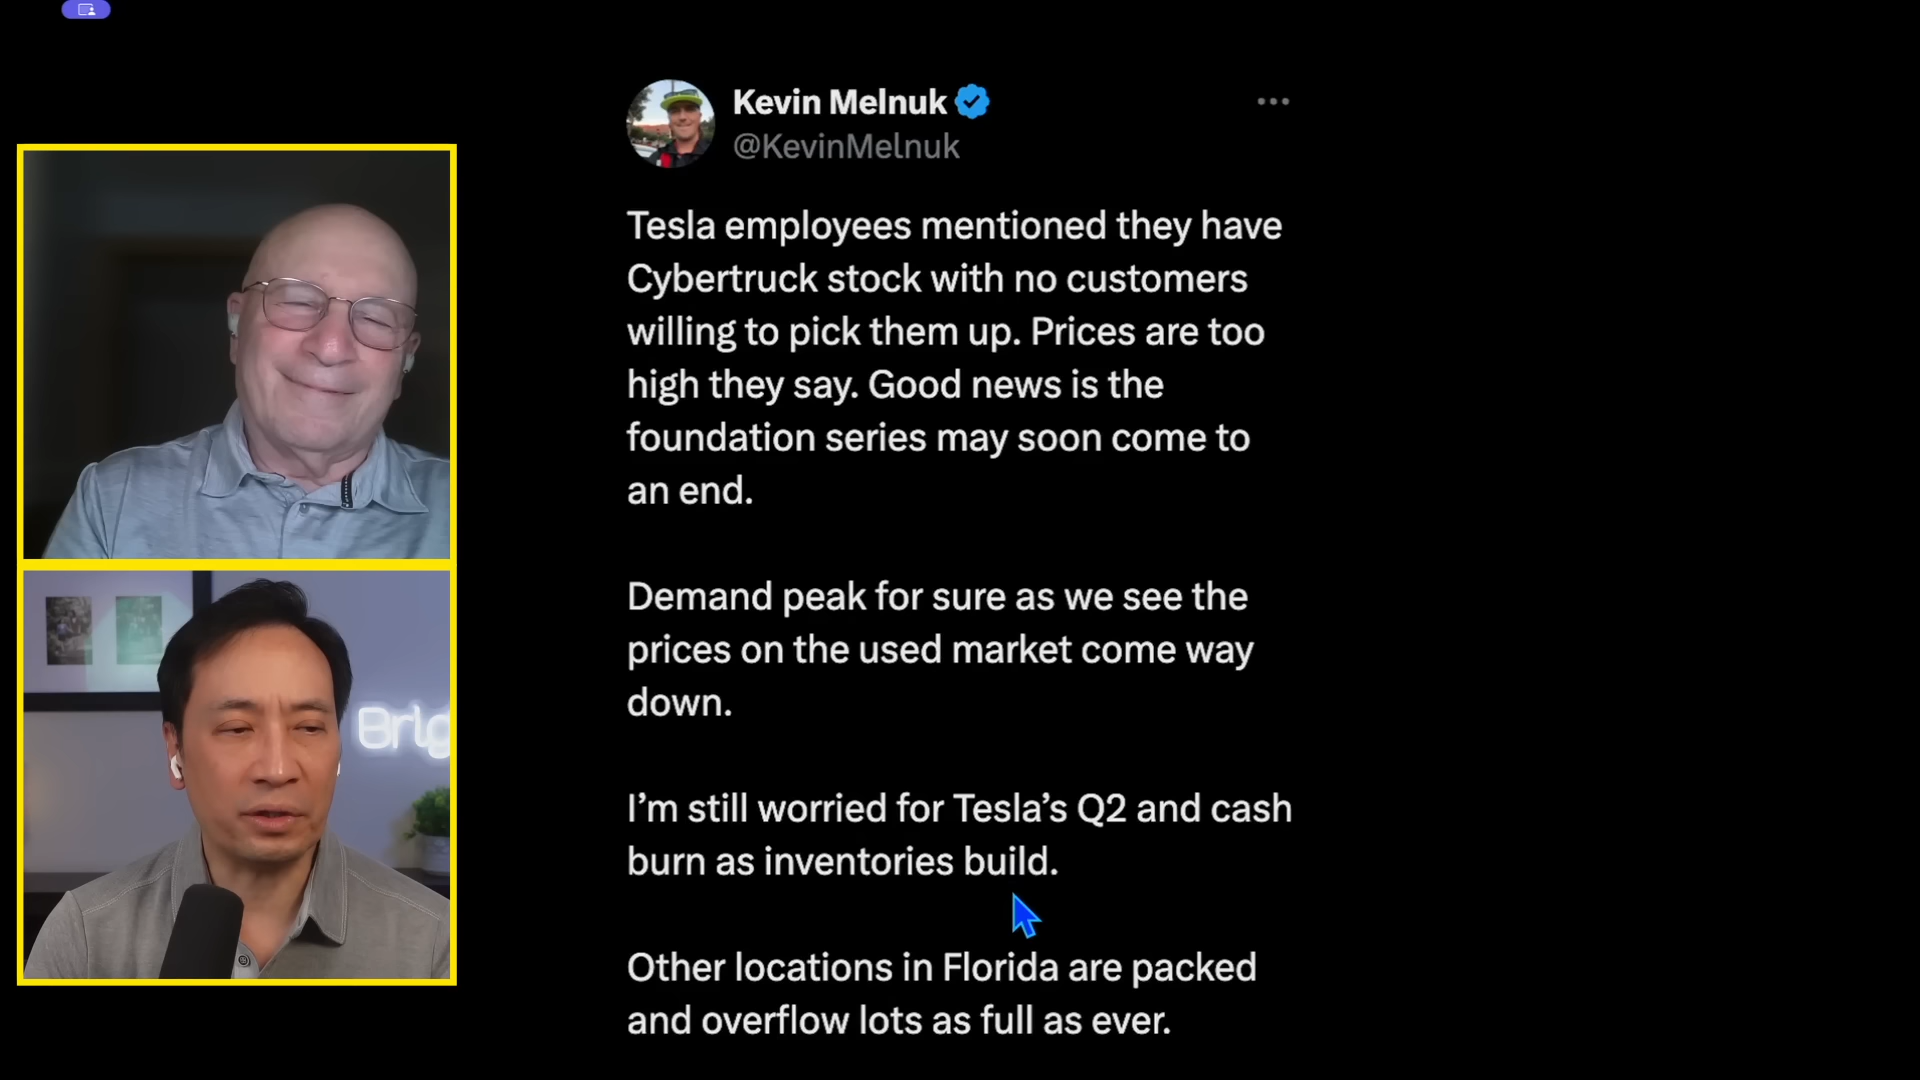 Kevin Melnuk
@KevinMelnuk
Tesla employees mentioned they have
Cybertruck stock with no customers
willing to pick them up. Prices are too
high they say. Good news is the
foundation series may soon come to
an end.
Demand peak for sure as we see the
prices on the used market come way
down.
I’m still worried for Tesla’s Q2 and cash
burn as inventories build.
Other locations in Florida are packed
and overflow lots as full as ever.
Brig